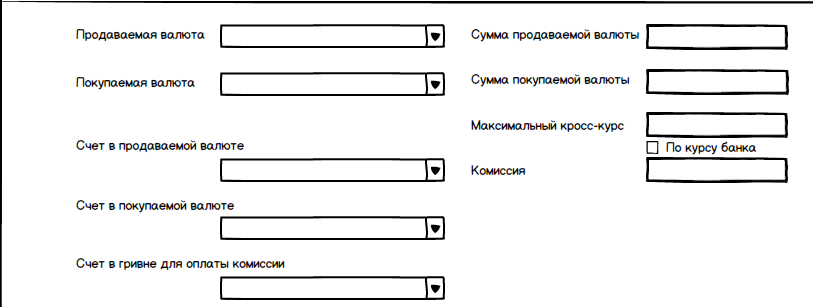 Продаваемая валюта
Покупаемая валюта
Счет в продаваемой валюте
Счет в покупаемой валюте
Счет в гривне для оплаты комиссии
Сумма продаваемой валюты
Сумма покупаемой валюты
Максимальный кросс-курс
По курсу банка
Комиссия